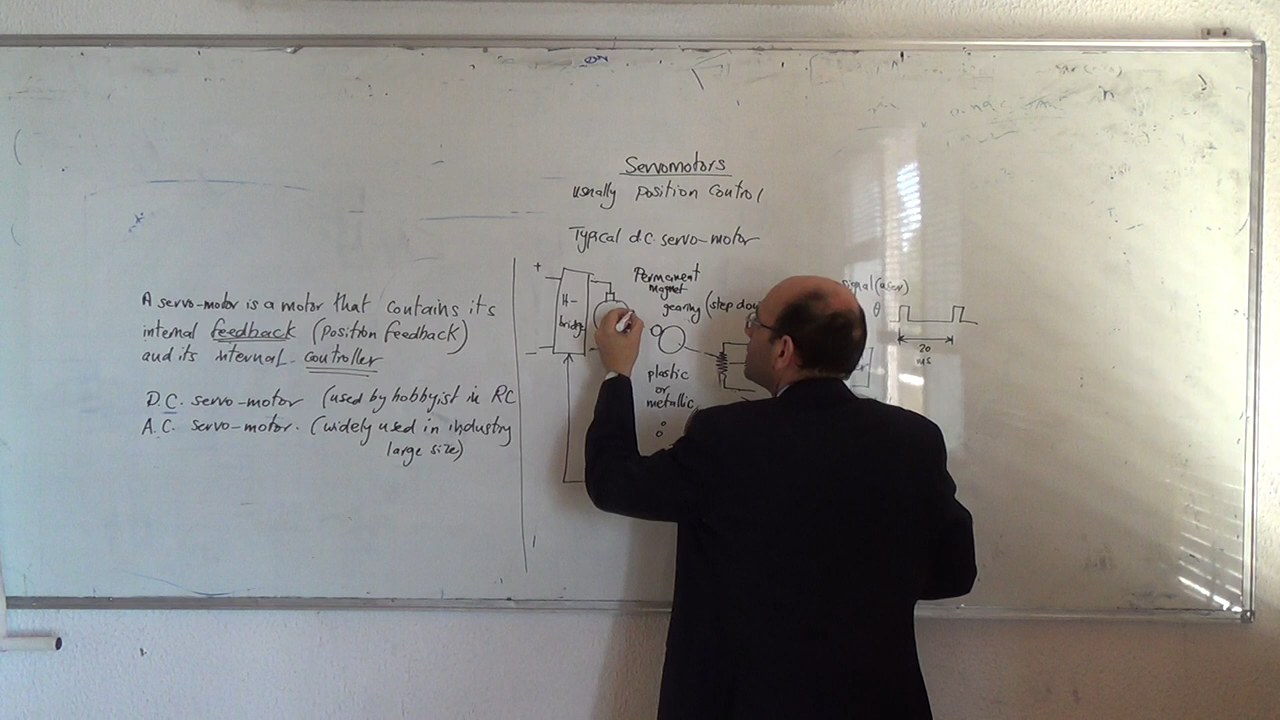 Servomotors
usually position control
Typical d.c. servo-motor
A servo-motor is a motor that contains its
internal feedback (position feedback)
and its internal controller
D.C. servo-motor (used by hobbyist in RC
A.C. servo-motor. (widely used in industry
large size)
+
H-
bridge
-
Permanent
magnet
gearing (step
plastic
or
metallic
signal (user)
θ
20
ms